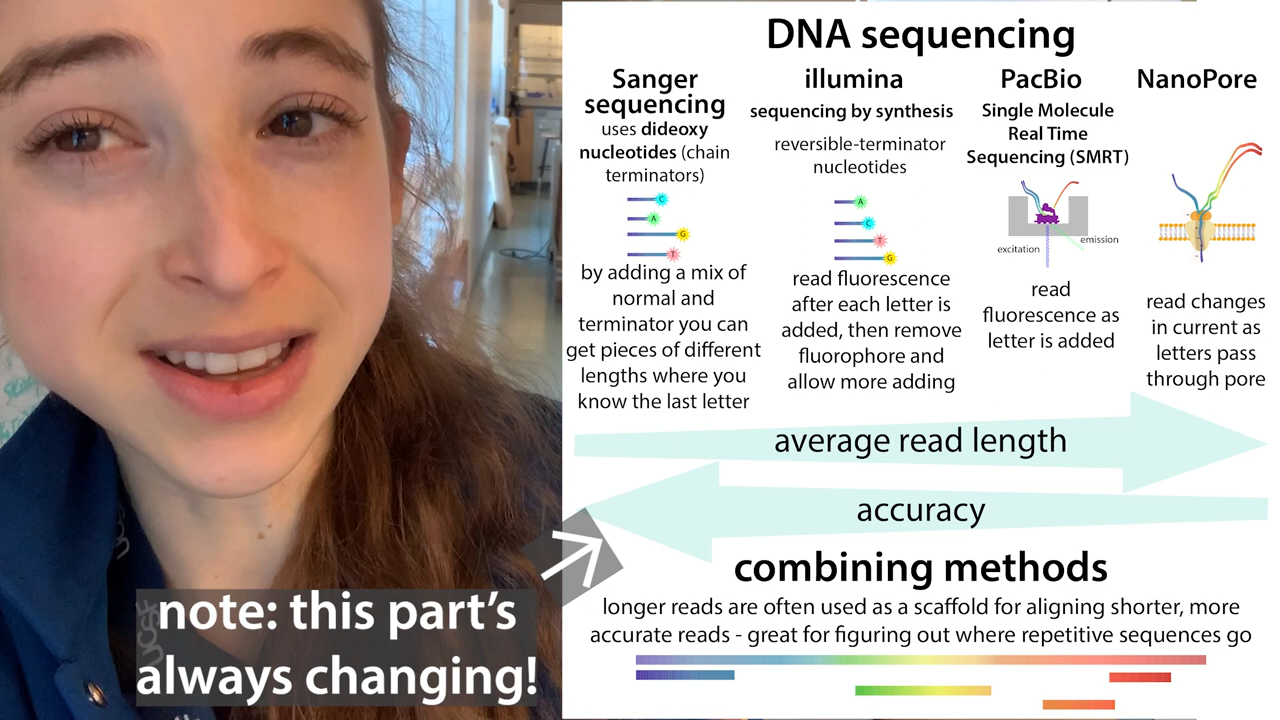 DNA sequencing
Sanger
sequencing
uses dideoxy
nucleotides (chain
terminators)
C
A
G
T
by adding a mix of
normal and
terminator you can
get pieces of different
lengths where you
know the last letter
illumina
sequencing by synthesis
reversible-terminator
nucleotides
A
C
T
G
read fluorescence
after each letter is
added, then remove
fluorophore and
allow more adding
PacBio
Single Molecule
Real Time
Sequencing (SMRT)
excitation
emission
read
fluorescence as
letter is added
NanoPore
read changes
in current as
letters pass
through pore
average read length
accuracy
combining methods
longer reads are often used as a scaffold for aligning shorter, more
accurate reads - great for figuring out where repetitive sequences go
note: this part's
always changing!
UCSF